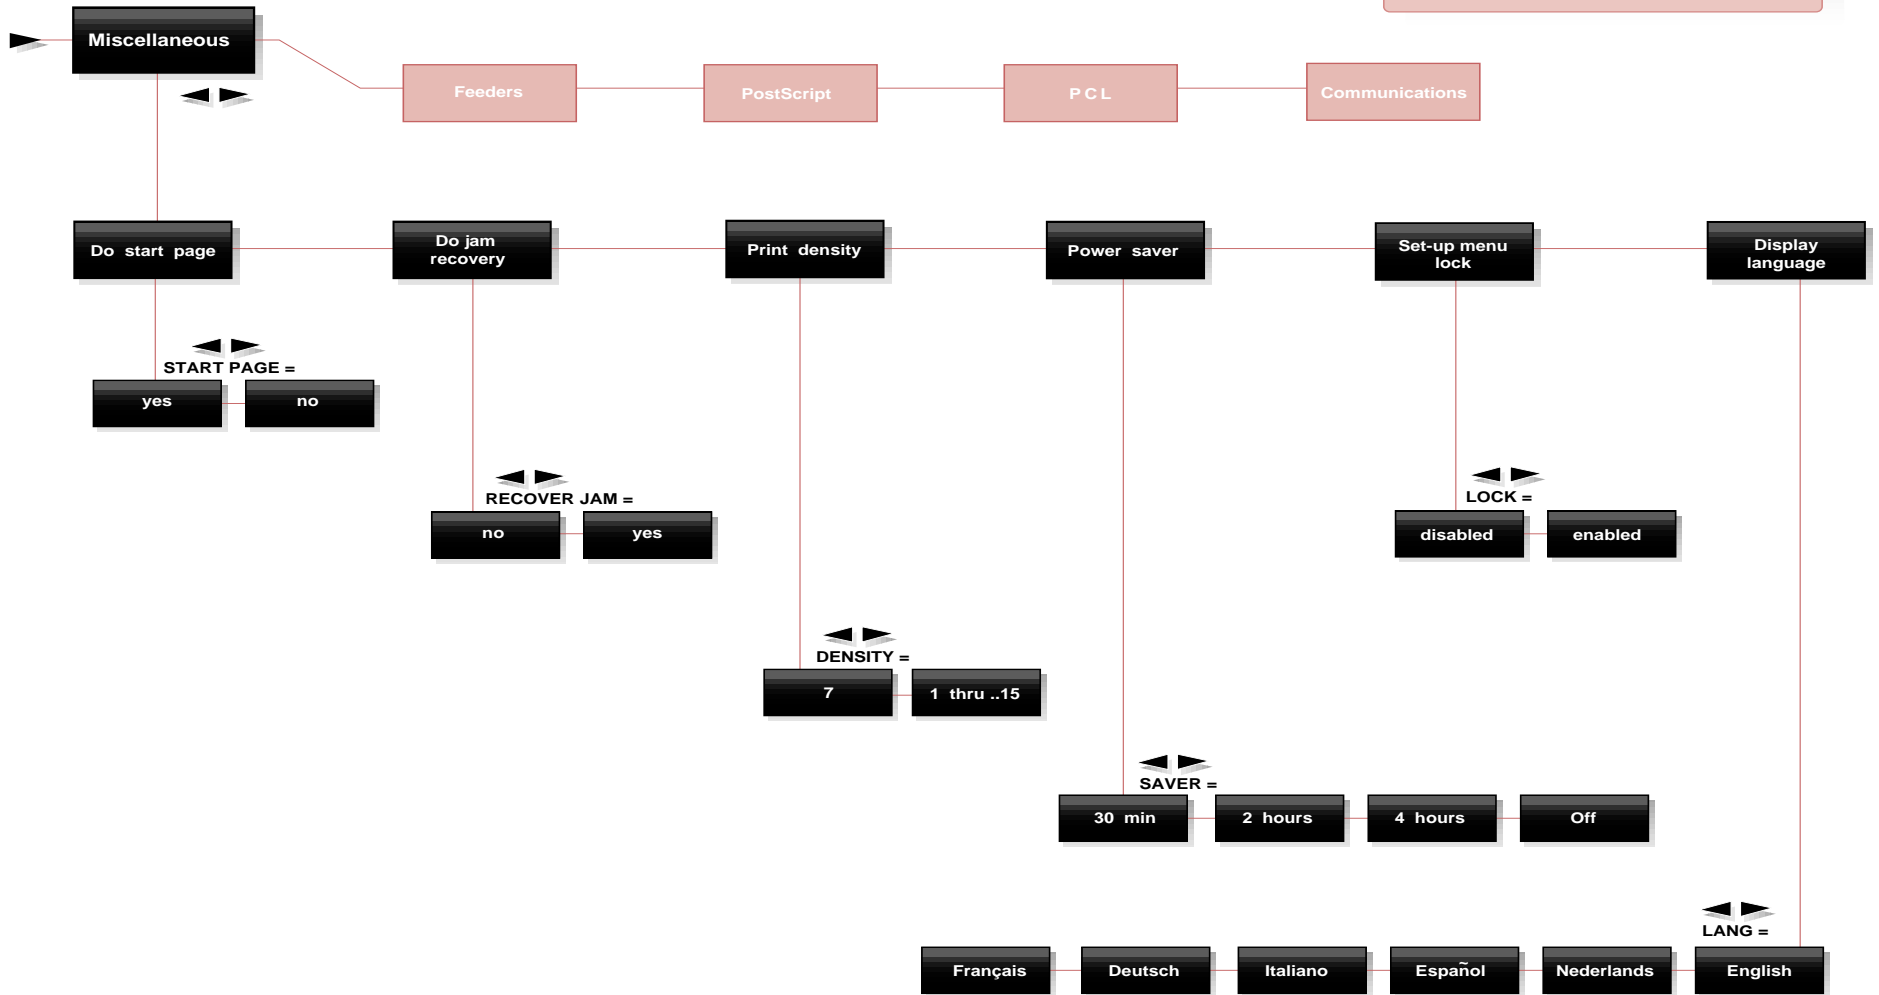 Miscellaneous
Feeders
PostScript
PCL
Communications
Do start page
Do jam
recovery
Print density
Power saver
Set-up menu
lock
Display
language
START PAGE =
yes
no
RECOVER JAM =
no
yes
LOCK =
disabled
enabled
DENSITY =
7
1 thru ..15
SAVER =
30 min
2 hours
4 hours
Off
LANG =
Français
Deutsch
Italiano
Español
Nederlands
English